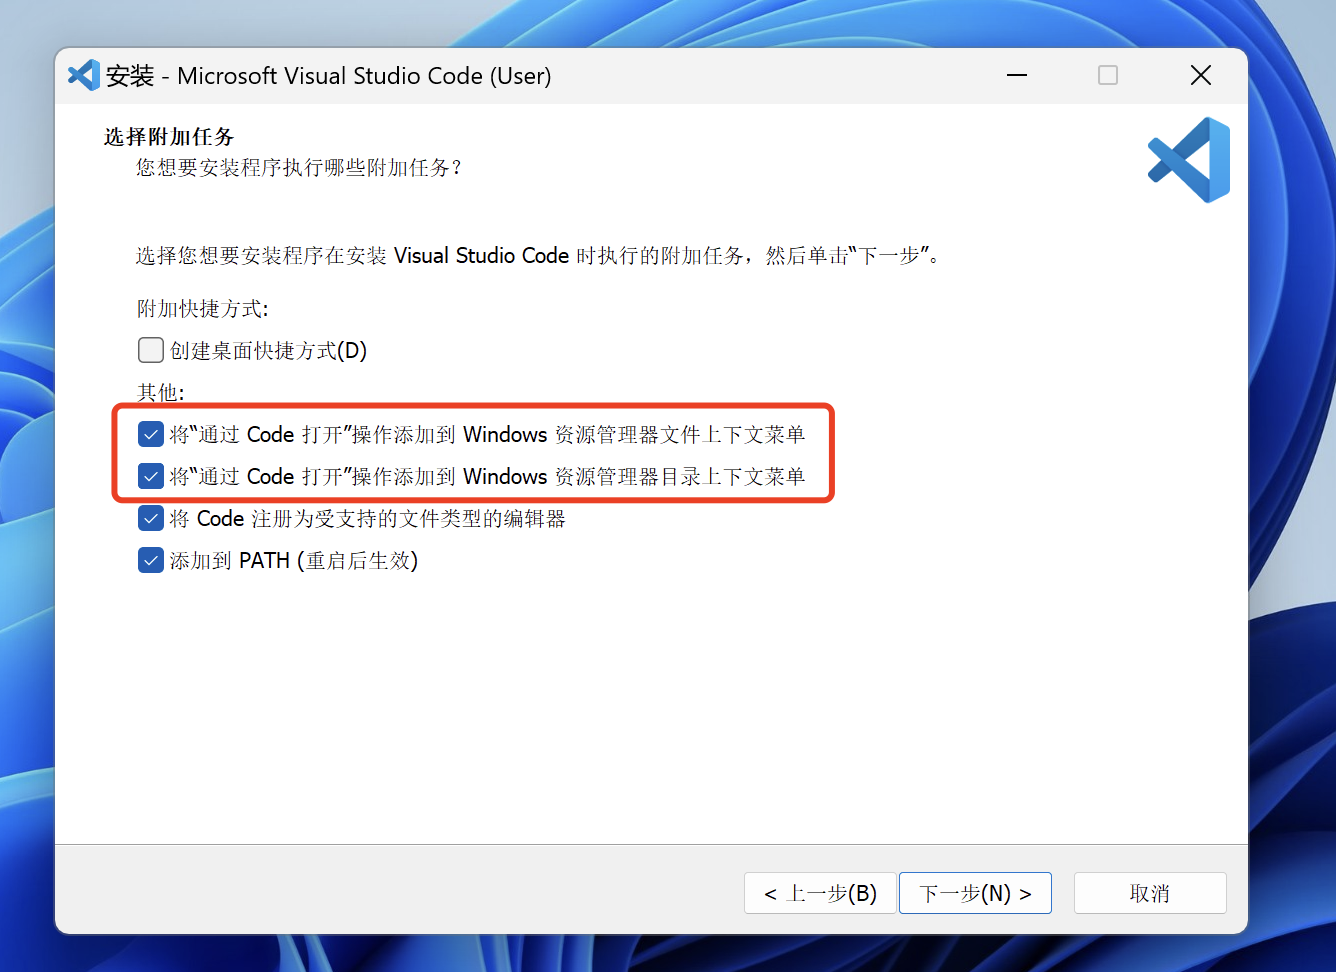 安装 - Microsoft Visual Studio Code (User)
选择附加任务
您想要安装程序执行哪些附加任务？
选择您想要安装程序在安装 Visual Studio Code 时执行的附加任务，然后单击“下一步”。
附加快捷方式:
创建桌面快捷方式(D)
其他:
将“通过 Code 打开”操作添加到 Windows 资源管理器文件上下文菜单
将“通过 Code 打开”操作添加到 Windows 资源管理器目录上下文菜单
将 Code 注册为受支持的文件类型的编辑器
添加到 PATH (重启后生效)
< 上一步(B)
下一步(N) >
取消